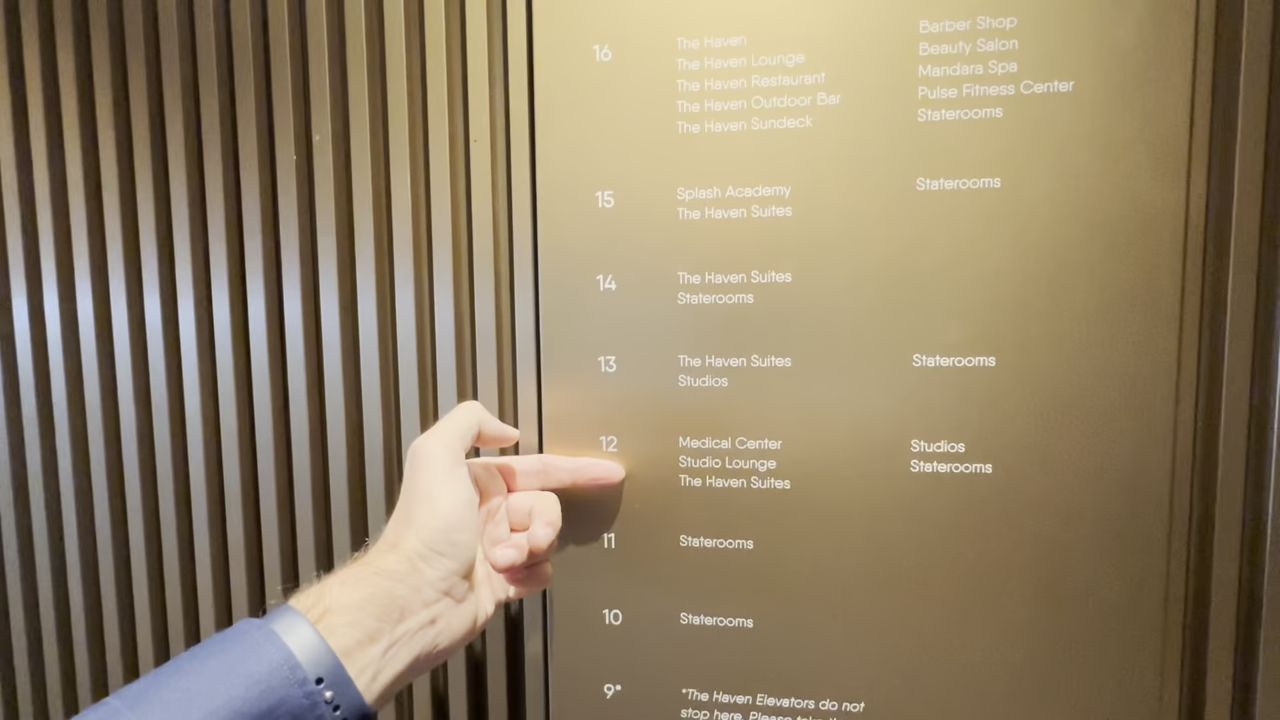 16
The Haven
The Haven Lounge
The Haven Restaurant
The Haven Outdoor Bar
The Haven Sundeck
Barber Shop
Beauty Salon
Mandara Spa
Pulse Fitness Center
Staterooms
15
Splash Academy
The Haven Suites
Staterooms
14
The Haven Suites
Staterooms
13
The Haven Suites
Studios
Staterooms
12
Medical Center
Studio Lounge
The Haven Suites
Studios
Staterooms
11
Staterooms
10
Staterooms
9*
*The Haven Elevators do not
stop here. Please take the